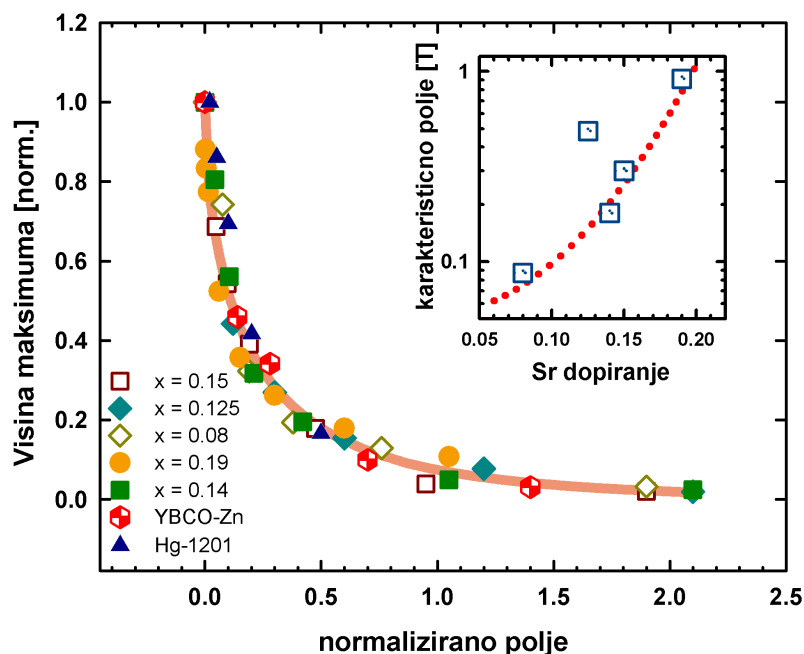 1.2
1.0
0.8
0.6
0.4
0.2
0.0
Visina maksimuma [norm.]
x = 0.15
x = 0.125
x = 0.08
x = 0.19
x = 0.14
YBCO-Zn
Hg-1201
0.0 0.5 1.0 1.5 2.0 2.5
normalizirano polje
karakteristicno polje [T]
1
0.1
0.05 0.10 0.15 0.20
Sr dopiranje